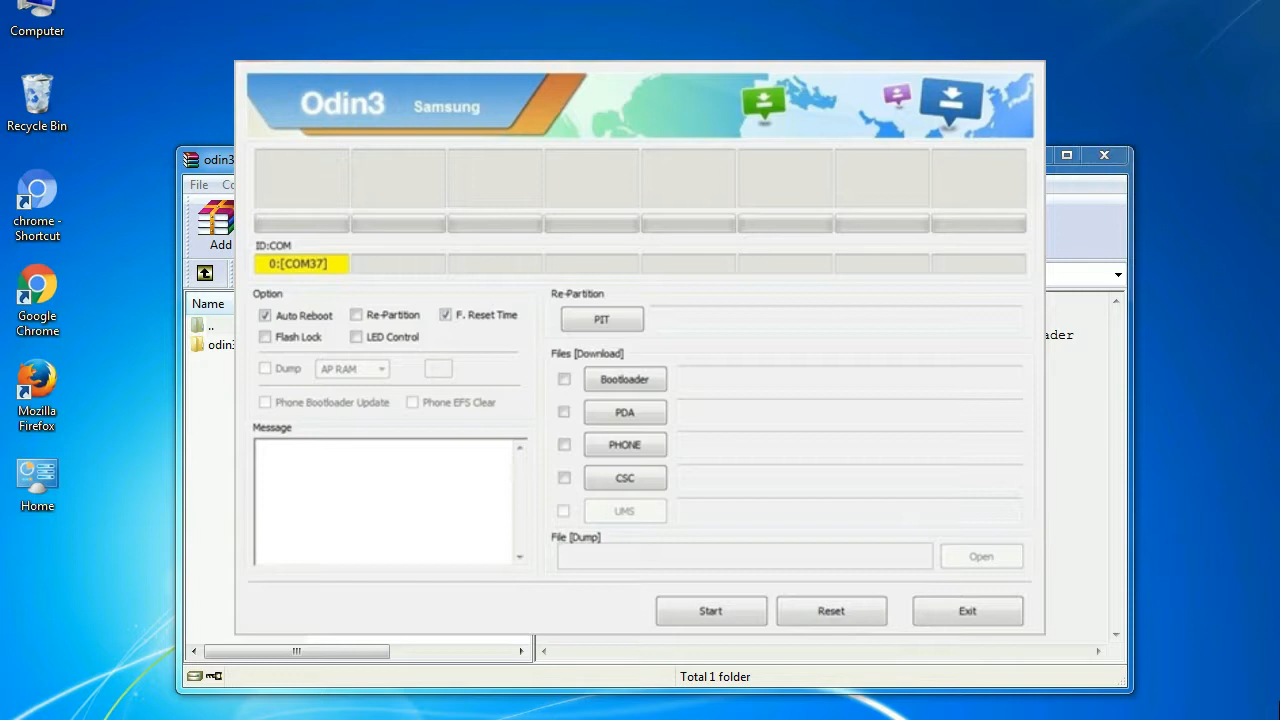 Computer
Recycle Bin
chrome -
Shortcut
Google
Chrome
Mozilla
Firefox
Home
odin3
File
Add
Name
..
odin3
Total 1 folder
Odin3 Samsung
ID:COM
0:[COM37]
Option
Auto Reboot Re-Partition F. Reset Time
Flash Lock LED Control
Dump AP RAM
Phone Bootloader Update Phone EFS Clear
Message
Re-Partition
PIT
Files [Download]
Bootloader
PDA
PHONE
CSC
UMS
File [Dump]
Open
Start Reset Exit